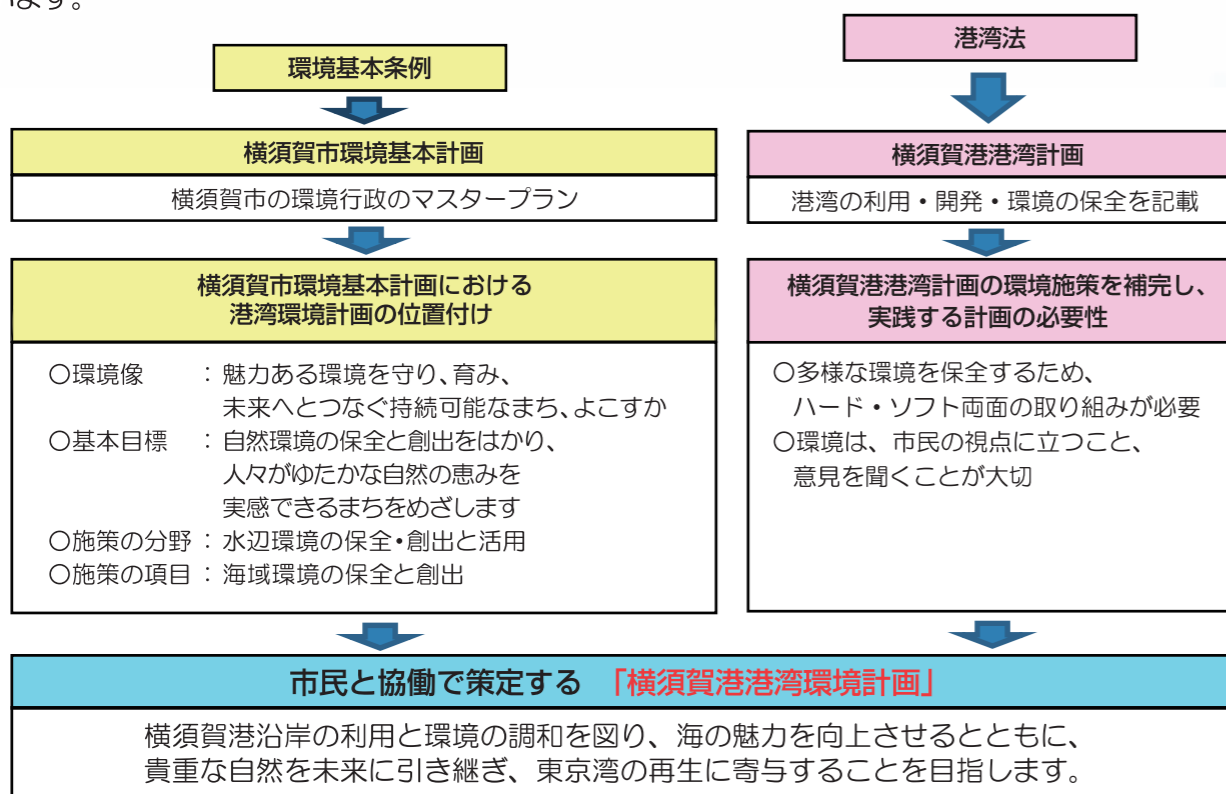 ます。
環境基本条例
横須賀市環境基本計画
横須賀市の環境行政のマスタープラン
横須賀市環境基本計画における
港湾環境計画の位置付け
〇環境像　　：魅力ある環境を守り、育み、
未来へとつなぐ持続可能なまち、よこすか
〇基本目標　：自然環境の保全と創出をはかり、
人々がゆたかな自然の恵みを
実感できるまちをめざします
〇施策の分野：水辺環境の保全・創出と活用
〇施策の項目：海域環境の保全と創出
港湾法
横須賀港港湾計画
港湾の利用・開発・環境の保全を記載
横須賀港港湾計画の環境施策を補完し、
実践する計画の必要性
〇多様な環境を保全するため、
ハード・ソフト両面の取り組みが必要
〇環境は、市民の視点に立つこと、
意見を聞くことが大切
市民と協働で策定する　「横須賀港港湾環境計画」
横須賀港沿岸の利用と環境の調和を図り、海の魅力を向上させるとともに、
貴重な自然を未来に引き継ぎ、東京湾の再生に寄与することを目指します。